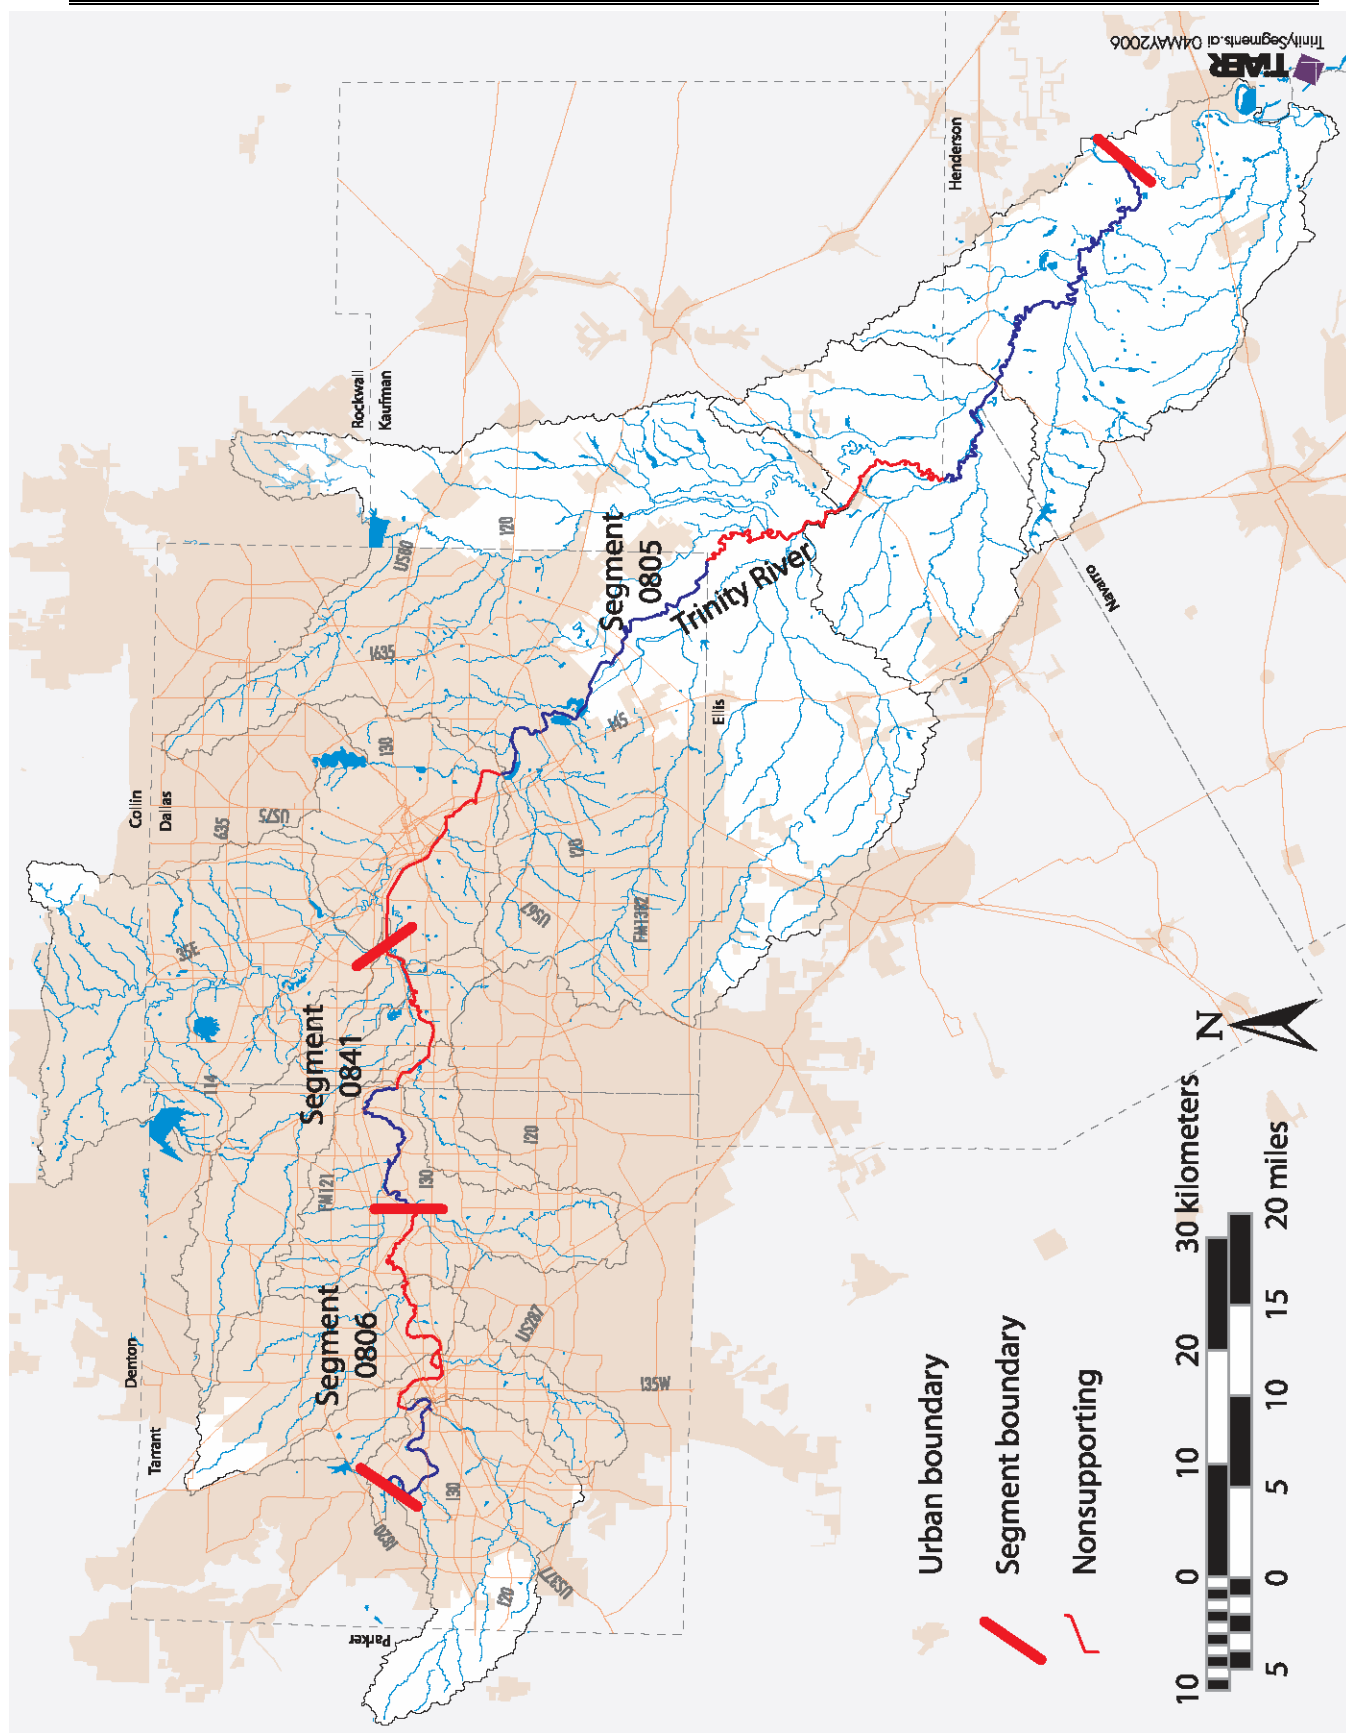 TrinitySegments.ai 04MAY2006
TIAER
Henderson
Rockwall
Kaufman
US80
I20
Segment
0805
Trinity River
I635
I45
Ellis
Navarro
Collin
Dallas
I30
635
US75
I20
US67
FM1382
35E
Segment
0841
114
FM121
I30
I20
Segment
0806
Denton
Tarrant
US287
I35W
I30
I820
I20
US377
Parker
N
Urban boundary
Segment boundary
Nonsupporting
10 0 10 20 30 kilometers
5 0 5 10 15 20 miles